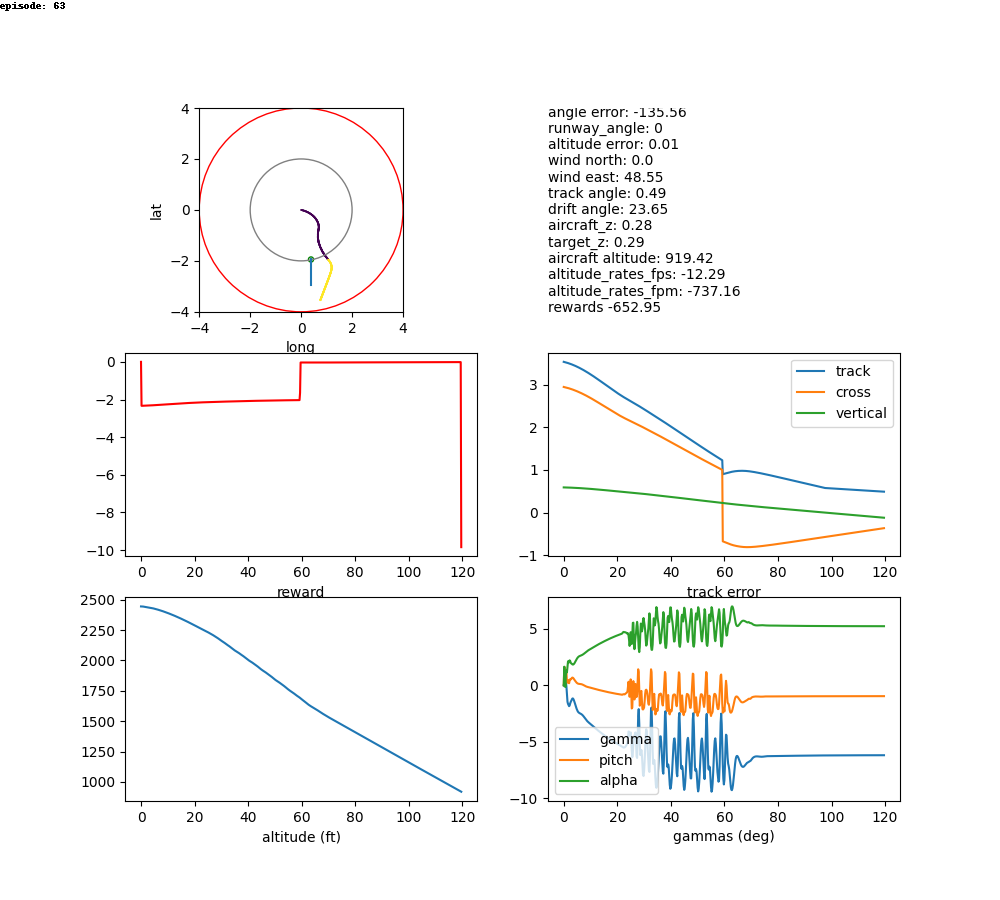 episode: 63
4
2
0
−2
−4
lat
−4 −2 0 2 4
long
angle error: -135.56
runway_angle: 0
altitude error: 0.01
wind north: 0.0
wind east: 48.55
track angle: 0.49
drift angle: 23.65
aircraft_z: 0.28
target_z: 0.29
aircraft altitude: 919.42
altitude_rates_fps: -12.29
altitude_rates_fpm: -737.16
rewards -652.95
0
−2
−4
−6
−8
−10
0 20 40 60 80 100 120
reward
3
2
1
0
−1
track
cross
vertical
0 20 40 60 80 100 120
track error
2500
2250
2000
1750
1500
1250
1000
0 20 40 60 80 100 120
altitude (ft)
5
0
−5
−10
gamma
pitch
alpha
0 20 40 60 80 100 120
gammas (deg)